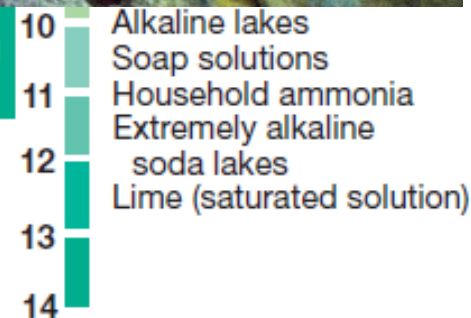 10 Alkaline lakes
Soap solutions
11 Household ammonia
Extremely alkaline
12 soda lakes
Lime (saturated solution)
13
14